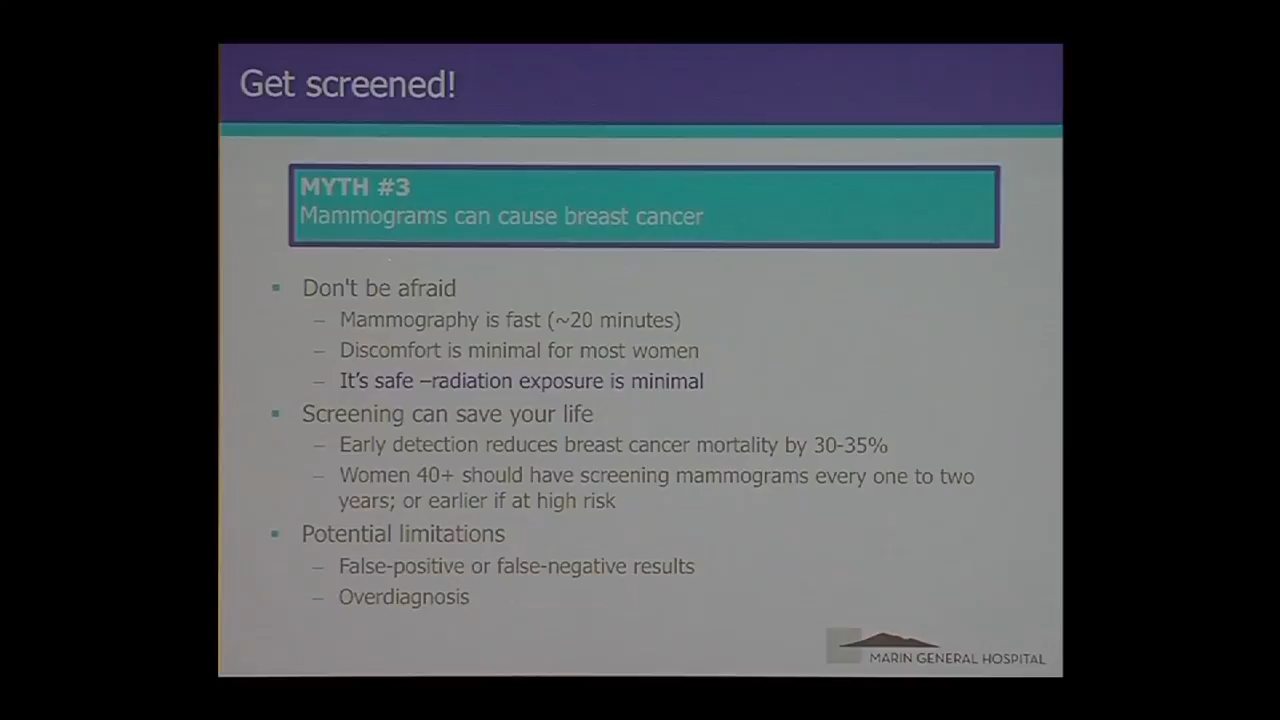 Get screened!
MYTH #3
Mammograms can cause breast cancer
▪ Don't be afraid
– Mammography is fast (~20 minutes)
– Discomfort is minimal for most women
– It's safe –radiation exposure is minimal
▪ Screening can save your life
– Early detection reduces breast cancer mortality by 30-35%
– Women 40+ should have screening mammograms every one to two
years; or earlier if at high risk
▪ Potential limitations
– False-positive or false-negative results
– Overdiagnosis
MARIN GENERAL HOSPITAL